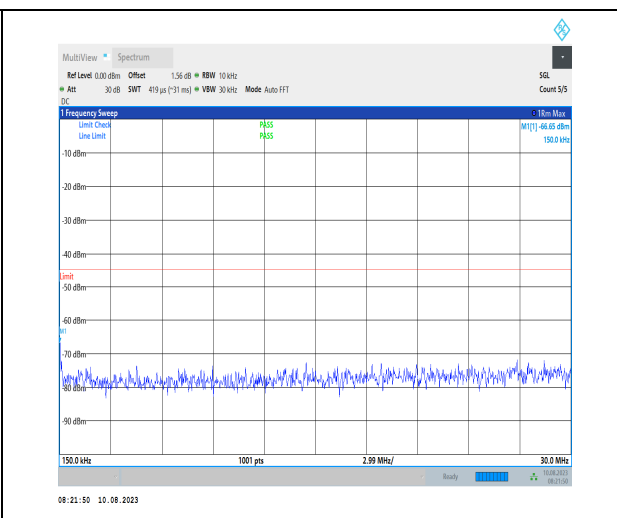 MultiView Spectrum
Ref Level 0.00 dBm Offset 1.56 dB RBW 10 kHz SGL
Att 30 dB SWT 419 µs (~31 ms) VBW 30 kHz Mode Auto FFT Count 5/5
DC
1 Frequency Sweep 1Rm Max
Limit Check PASS M1[1] -66.65 dBm
Line Limit PASS 150.0 kHz
-10 dBm
-20 dBm
-30 dBm
-40 dBm
Limit
-50 dBm
-60 dBm
M1
-70 dBm
-80 dBm
-90 dBm
150.0 kHz 1001 pts 2.99 MHz/ 30.0 MHz
Ready 10.08.2023
08:21:50
08:21:50 10.08.2023